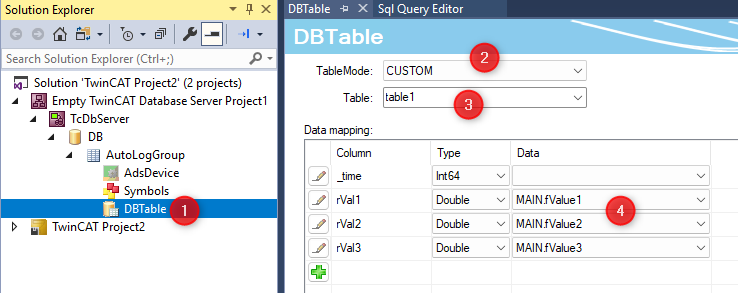 Solution Explorer
Search Solution Explorer (Ctrl+;)
Solution 'TwinCAT Project2' (2 projects)
Empty TwinCAT Database Server Project1
TcDbServer
DB
AutoLogGroup
AdsDevice
Symbols
DBTable 1
TwinCAT Project2
DBTable Sql Query Editor
DBTable
2
TableMode: CUSTOM
Table: table1 3
Data mapping:
Column Type Data
_time Int64
rVal1 Double MAIN.fValue1
4
rVal2 Double MAIN.fValue2
rVal3 Double MAIN.fValue3